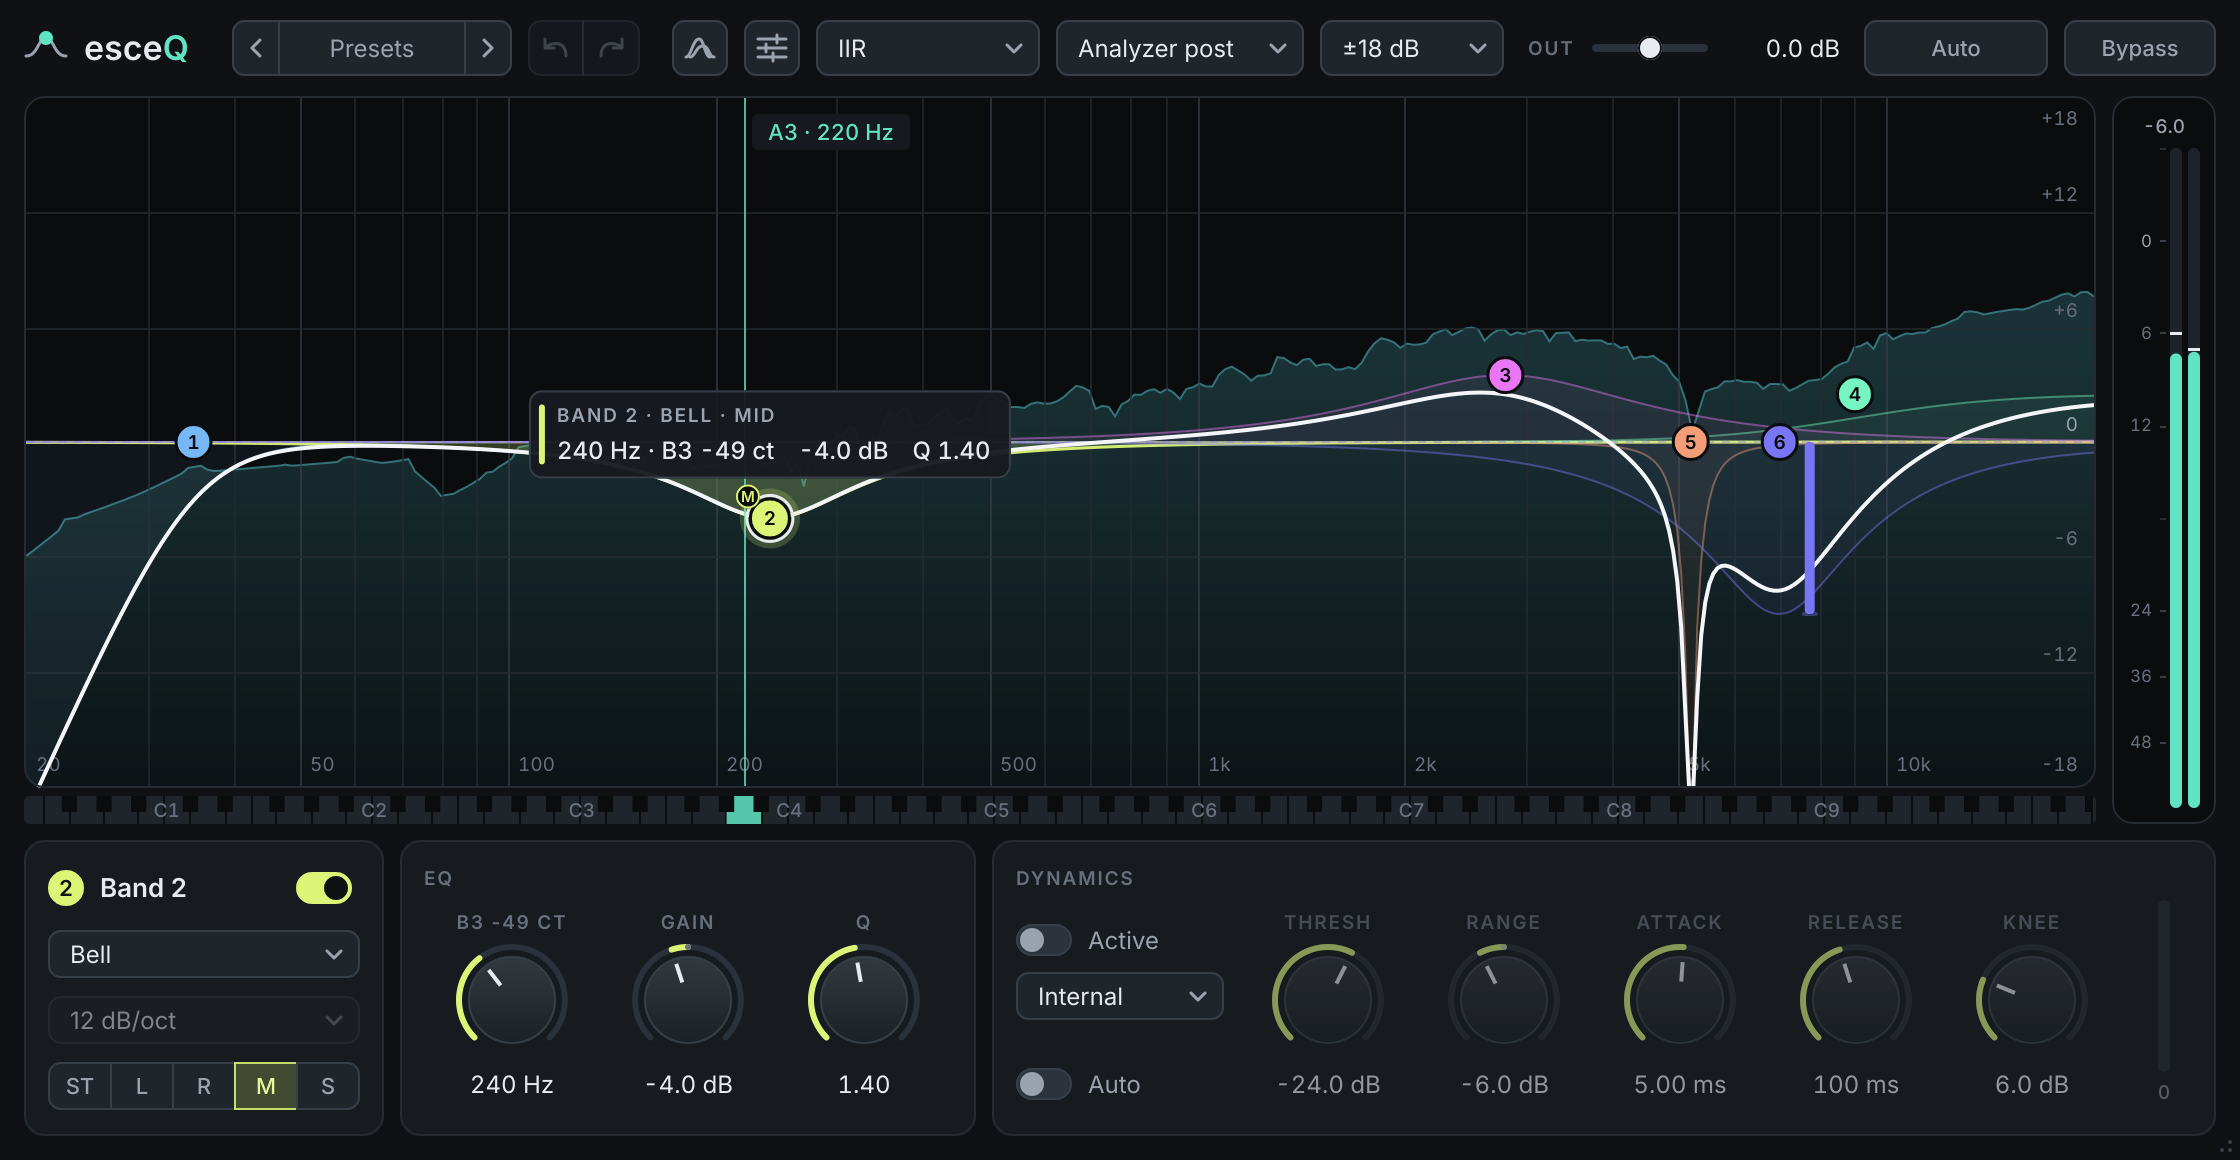 esceQ
Presets
IIR
Analyzer post
±18 dB
OUT
0.0 dB
Auto
Bypass
A3 · 220 Hz
+18
+12
+6
0
-6
-12
-18
-6.0
0
6
12
24
36
48
1
BAND 2 · BELL · MID
240 Hz · B3 -49 ct -4.0 dB Q 1.40
M
2
3
4
5
6
20 50 100 200 500 1k 2k 5k 10k
C1 C2 C3 C4 C5 C6 C7 C8 C9
2 Band 2
Bell
12 dB/oct
ST L R M S
EQ
B3 -49 CT GAIN Q
240 Hz -4.0 dB 1.40
DYNAMICS
Active
Internal
Auto
THRESH RANGE ATTACK RELEASE KNEE
-24.0 dB -6.0 dB 5.00 ms 100 ms 6.0 dB
0